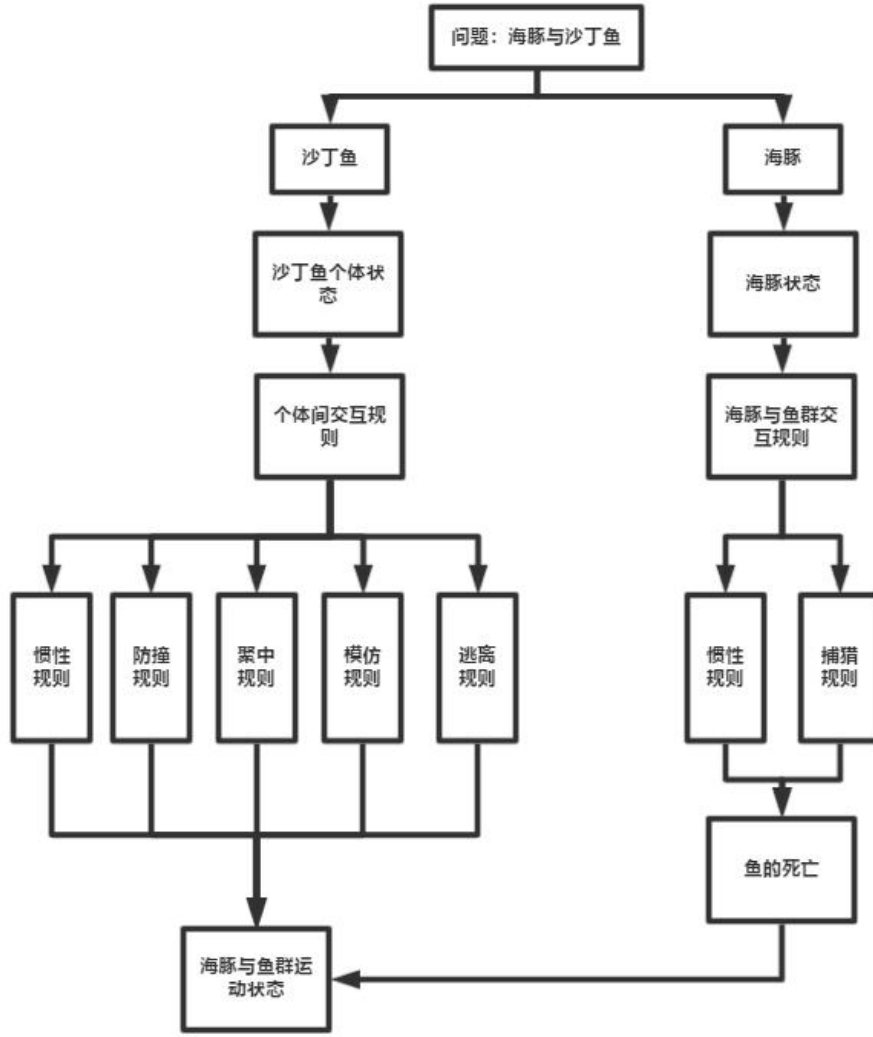 问题：海豚与沙丁鱼
沙丁鱼
海豚
沙丁鱼个体状
态
海豚状态
个体间交互规
则
海豚与鱼群交
互规则
惯性
规则
防撞
规则
聚中
规则
模仿
规则
逃离
规则
惯性
规则
捕猎
规则
鱼的死亡
海豚与鱼群运
动状态